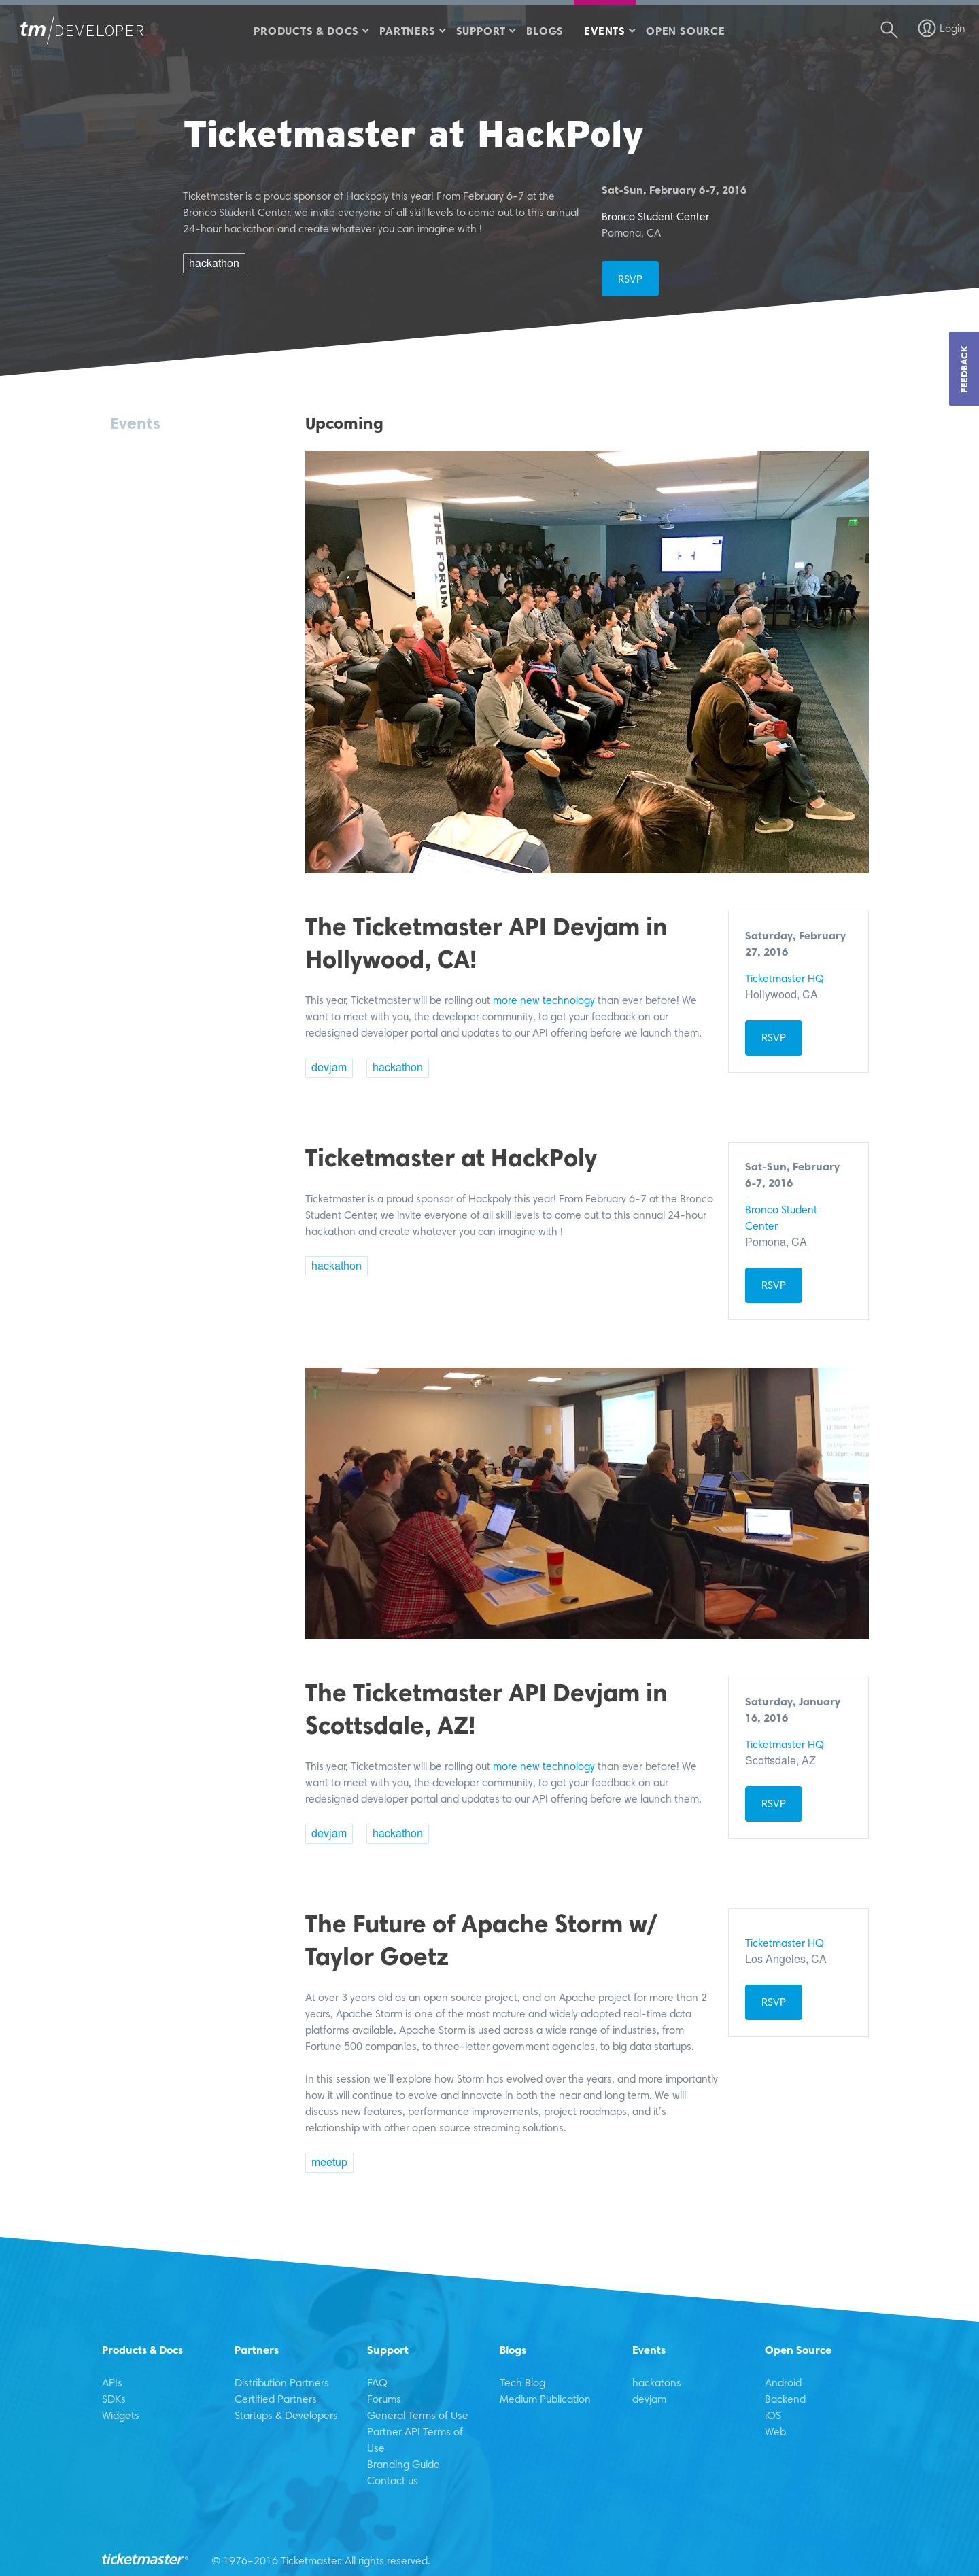 tm/DEVELOPER
PRODUCTS & DOCS
PARTNERS
SUPPORT
BLOGS
EVENTS
OPEN SOURCE
Login
Ticketmaster at HackPoly
Ticketmaster is a proud sponsor of Hackpoly this year! From February 6-7 at the
Bronco Student Center, we invite everyone of all skill levels to come out to this annual
24-hour hackathon and create whatever you can imagine with !
hackathon
Sat-Sun, February 6-7, 2016
Bronco Student Center
Pomona, CA
RSVP
FEEDBACK
Events
Upcoming
THE FORUM
The Ticketmaster API Devjam in
Hollywood, CA!
This year, Ticketmaster will be rolling out more new technology than ever before! We
want to meet with you, the developer community, to get your feedback on our
redesigned developer portal and updates to our API offering before we launch them.
devjam
hackathon
Saturday, February
27, 2016
Ticketmaster HQ
Hollywood, CA
RSVP
Ticketmaster at HackPoly
Ticketmaster is a proud sponsor of Hackpoly this year! From February 6-7 at the Bronco
Student Center, we invite everyone of all skill levels to come out to this annual 24-hour
hackathon and create whatever you can imagine with !
hackathon
Sat-Sun, February
6-7, 2016
Bronco Student
Center
Pomona, CA
RSVP
The Ticketmaster API Devjam in
Scottsdale, AZ!
This year, Ticketmaster will be rolling out more new technology than ever before! We
want to meet with you, the developer community, to get your feedback on our
redesigned developer portal and updates to our API offering before we launch them.
devjam
hackathon
Saturday, January
16, 2016
Ticketmaster HQ
Scottsdale, AZ
RSVP
The Future of Apache Storm w/
Taylor Goetz
At over 3 years old as an open source project, and an Apache project for more than 2
years, Apache Storm is one of the most mature and widely adopted real-time data
platforms available. Apache Storm is used across a wide range of industries, from
Fortune 500 companies, to three-letter government agencies, to big data startups.
In this session we'll explore how Storm has evolved over the years, and more importantly
how it will continue to evolve and innovate in both the near and long term. We will
discuss new features, performance improvements, project roadmaps, and it's
relationship with other open source streaming solutions.
meetup
Ticketmaster HQ
Los Angeles, CA
RSVP
Products & Docs
APIs
SDKs
Widgets
Partners
Distribution Partners
Certified Partners
Startups & Developers
Support
FAQ
Forums
General Terms of Use
Partner API Terms of
Use
Branding Guide
Contact us
Blogs
Tech Blog
Medium Publication
Events
hackatons
devjam
Open Source
Android
Backend
iOS
Web
ticketmaster®
© 1976–2016 Ticketmaster. All rights reserved.